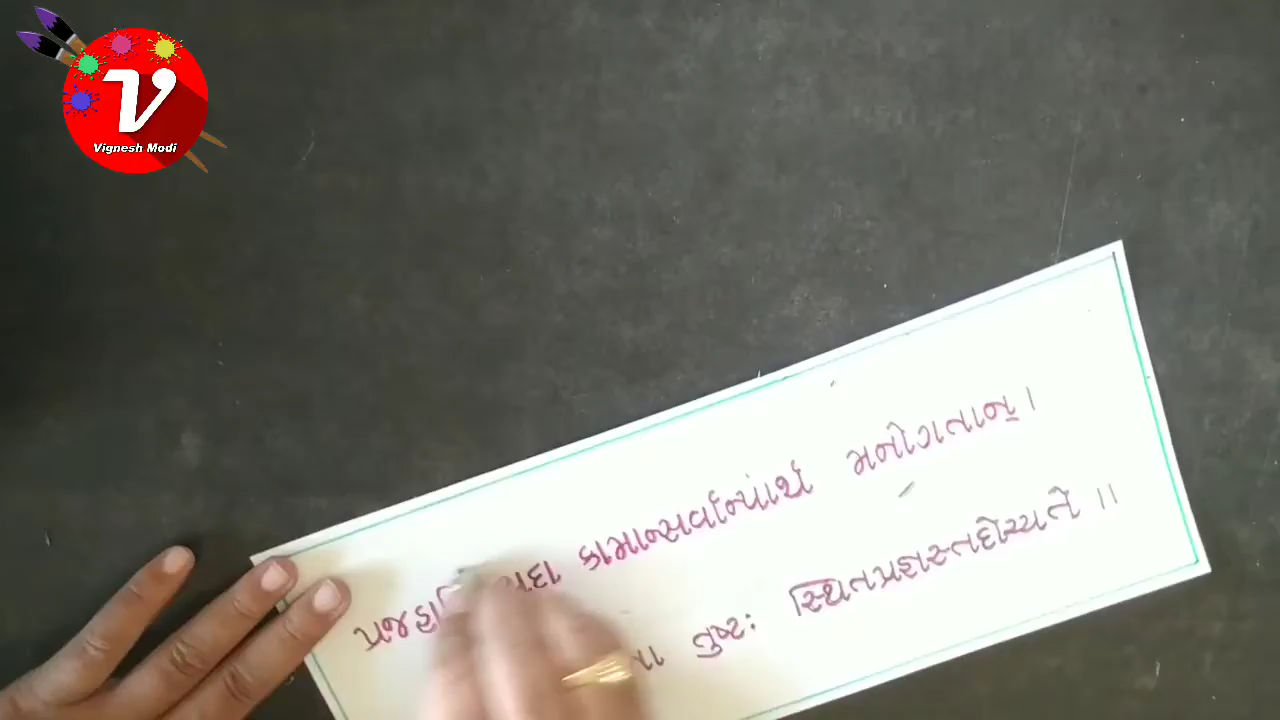 Vignesh Modi
કામાન્સર્વાન્પાર્થ મનોગતાન્ ।
તુષ્ટઃ સ્થિતપ્રજ્ઞસ્તદોચ્યતે ।।